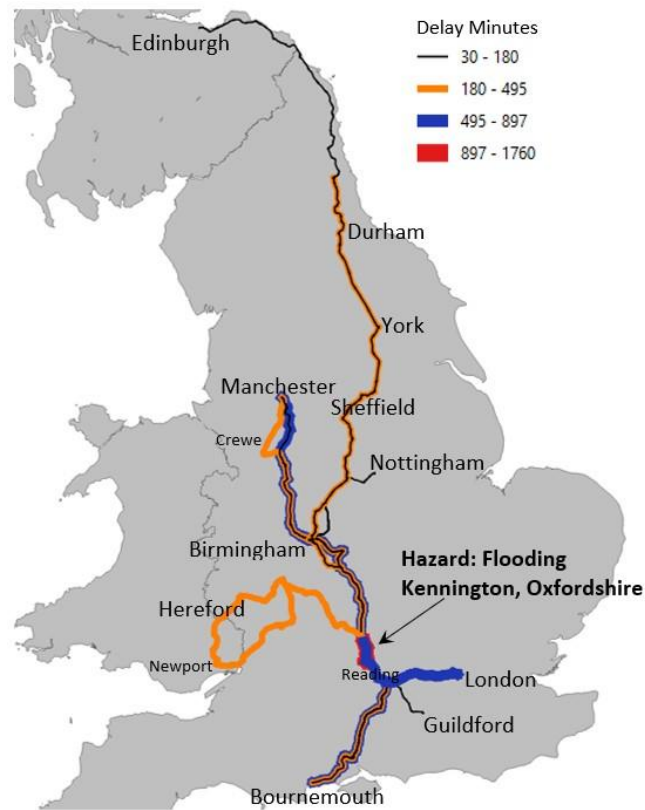 Edinburgh
Delay Minutes
30 - 180
180 - 495
495 - 897
897 - 1760
Durham
York
Manchester
Sheffield
Crewe
Nottingham
Birmingham
Hazard: Flooding
Kennington, Oxfordshire
Hereford
Newport
Reading
London
Guildford
Bournemouth